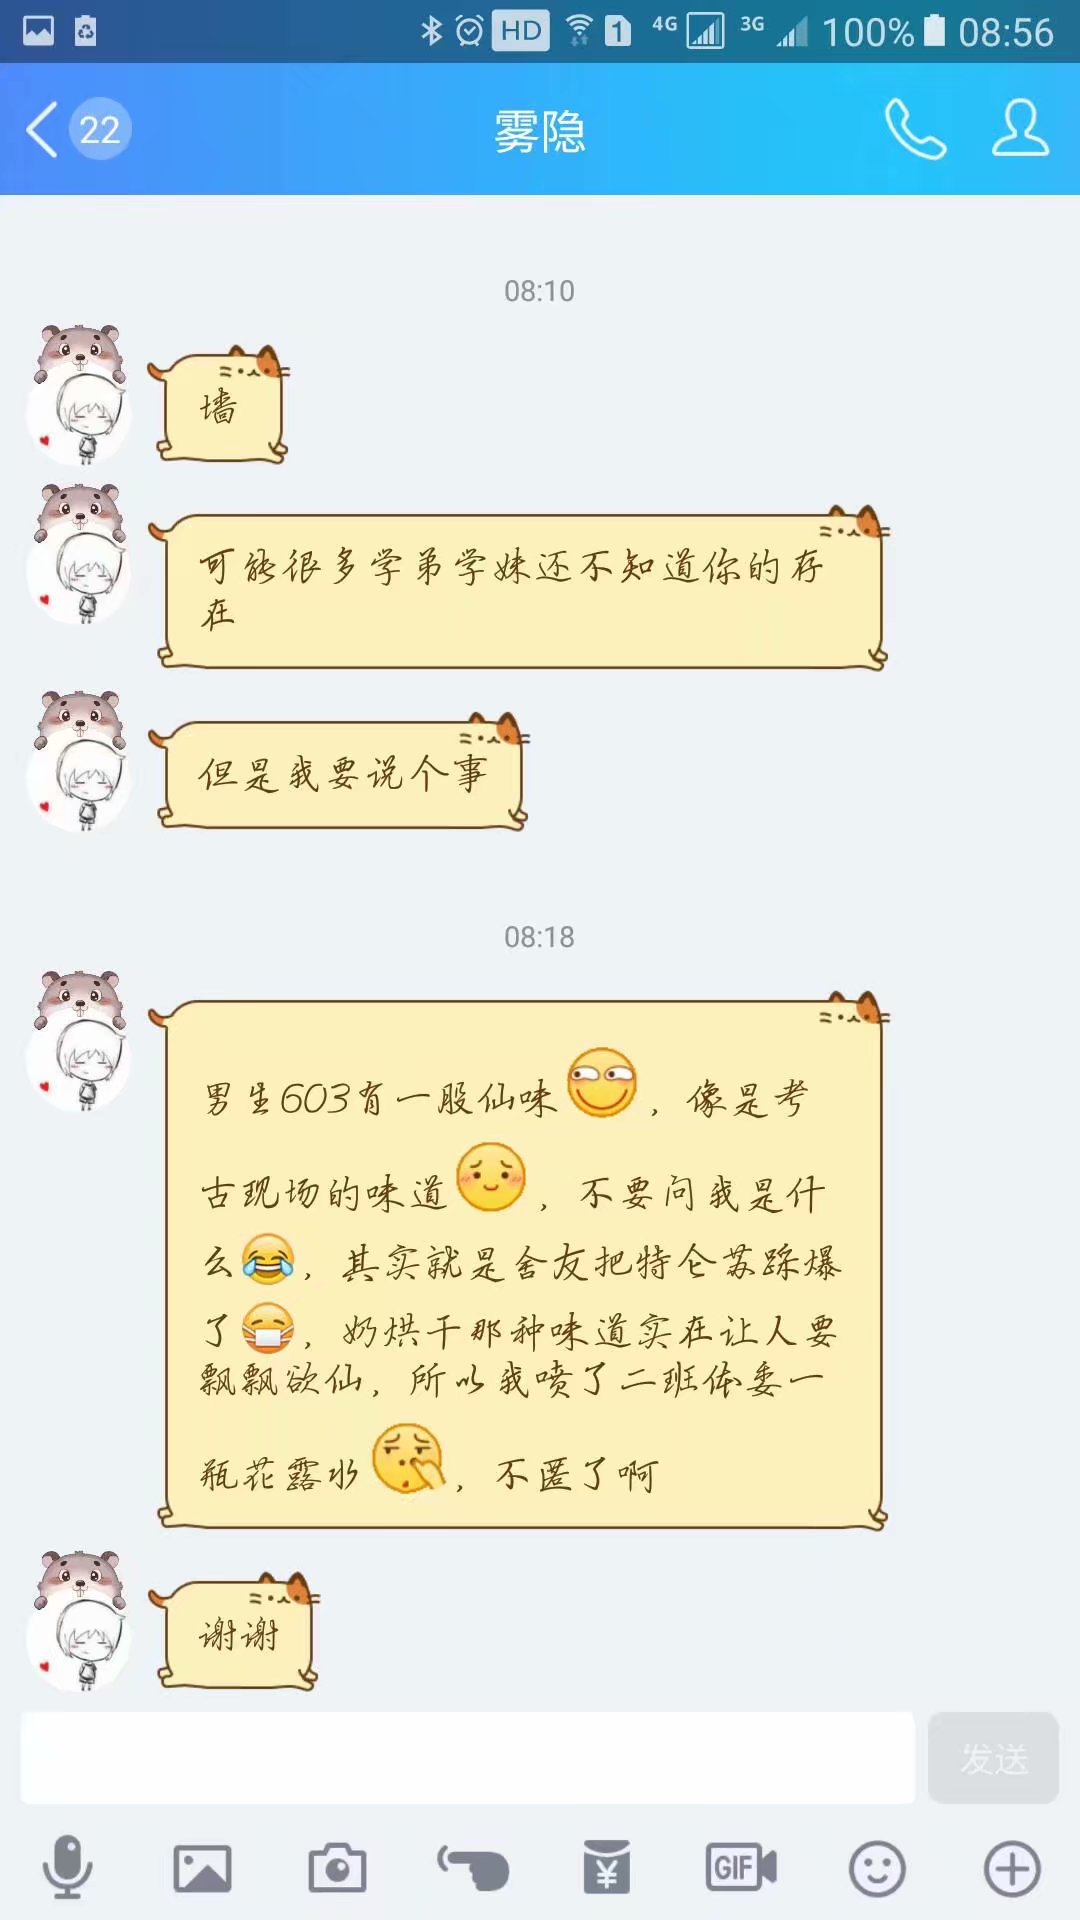 HD 1 4G 3G 100% 08:56
22 雾隐
08:10
墙
可能很多学弟学妹还不知道你的存
在
但是我要说个事
08:18
男生603有一股仙味，像是考
古现场的味道，不要问我是什
么😂，其实就是舍友把特仑苏踩爆
了😷，奶烘干那种味道实在让人要
飘飘欲仙，所以我喷了二班体委一
瓶花露水，不匿了啊
谢谢
发送
¥ GIF